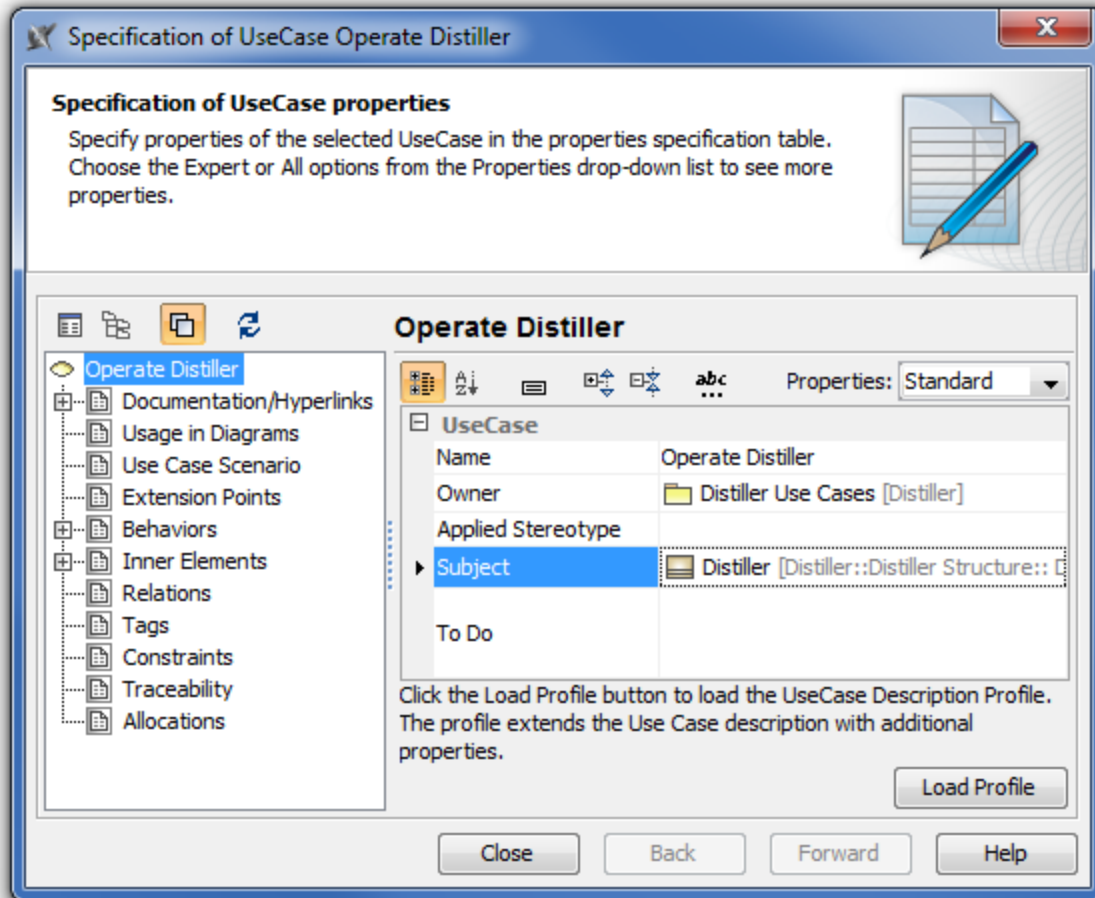 Specification of UseCase Operate Distiller
x
Specification of UseCase properties
Specify properties of the selected UseCase in the properties specification table.
Choose the Expert or All options from the Properties drop-down list to see more
properties.
Operate Distiller
Documentation/Hyperlinks
Usage in Diagrams
Use Case Scenario
Extension Points
Behaviors
Inner Elements
Relations
Tags
Constraints
Traceability
Allocations
Operate Distiller
A
Z
abc
Properties: Standard
UseCase
Name Operate Distiller
Owner Distiller Use Cases [Distiller]
Applied Stereotype
Subject Distiller [Distiller::Distiller Structure::
To Do
Click the Load Profile button to load the UseCase Description Profile.
The profile extends the Use Case description with additional
properties.
Load Profile
Close Back Forward Help